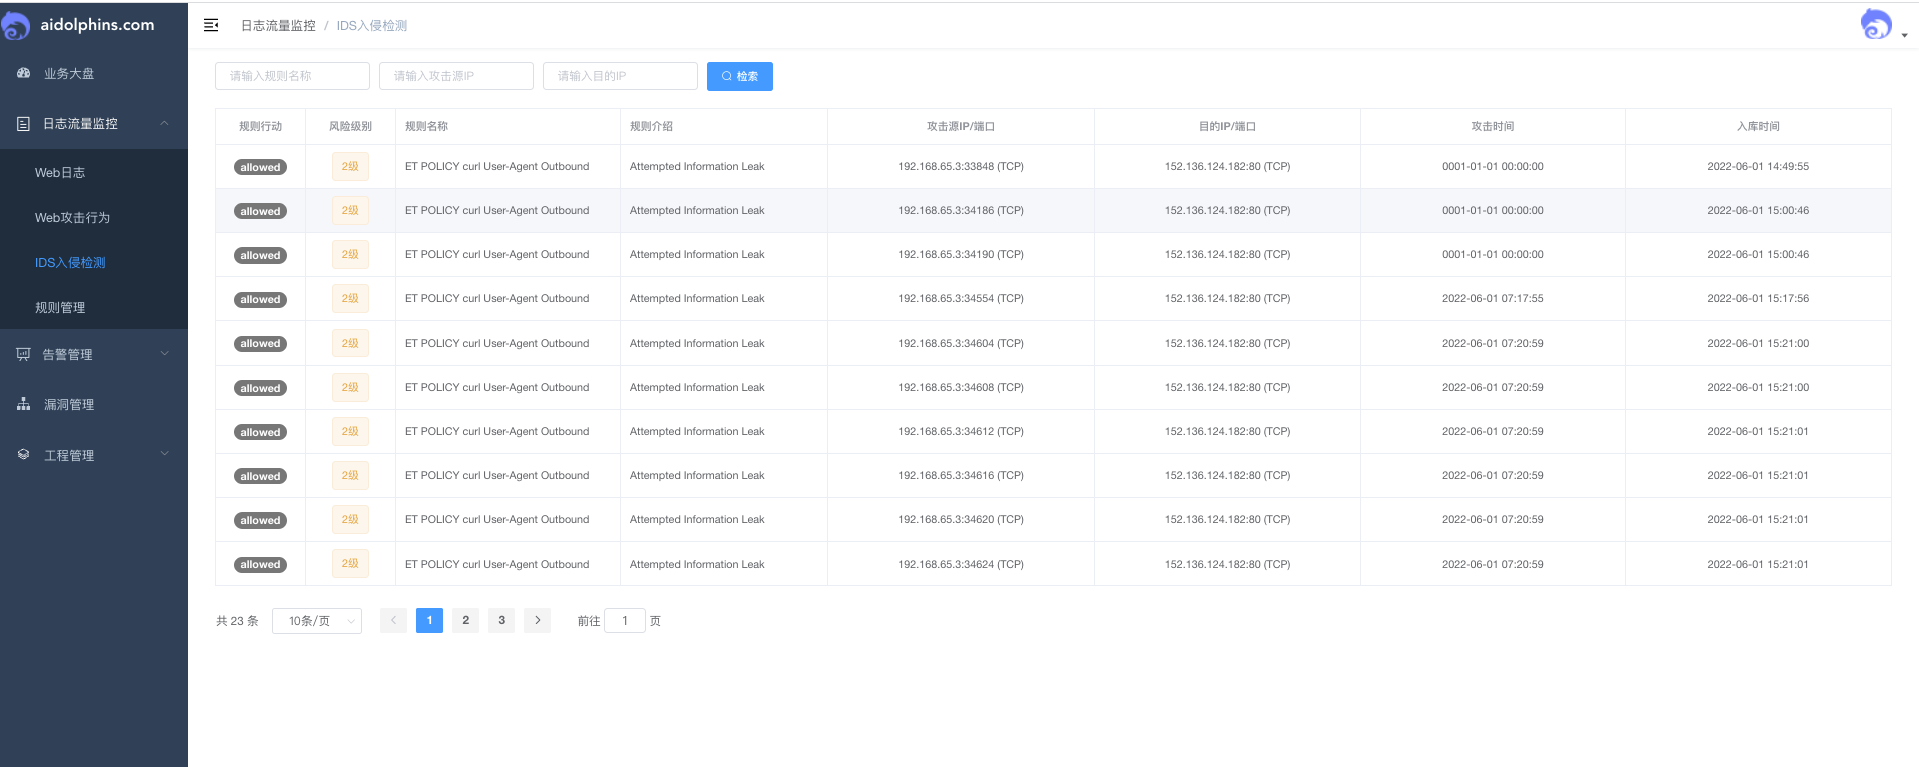 aidolphins.com
日志流量监控 / IDS入侵检测
业务大盘
日志流量监控
Web日志
Web攻击行为
IDS入侵检测
规则管理
告警管理
漏洞管理
工程管理
请输入规则名称 请输入攻击源IP 请输入目的IP 检索
规则行动 风险级别 规则名称 规则介绍 攻击源IP/端口 目的IP/端口 攻击时间 入库时间
allowed 2级 ET POLICY curl User-Agent Outbound Attempted Information Leak 192.168.65.3:33848 (TCP) 152.136.124.182:80 (TCP) 0001-01-01 00:00:00 2022-06-01 14:49:55
allowed 2级 ET POLICY curl User-Agent Outbound Attempted Information Leak 192.168.65.3:34186 (TCP) 152.136.124.182:80 (TCP) 0001-01-01 00:00:00 2022-06-01 15:00:46
allowed 2级 ET POLICY curl User-Agent Outbound Attempted Information Leak 192.168.65.3:34190 (TCP) 152.136.124.182:80 (TCP) 0001-01-01 00:00:00 2022-06-01 15:00:46
allowed 2级 ET POLICY curl User-Agent Outbound Attempted Information Leak 192.168.65.3:34554 (TCP) 152.136.124.182:80 (TCP) 2022-06-01 07:17:55 2022-06-01 15:17:56
allowed 2级 ET POLICY curl User-Agent Outbound Attempted Information Leak 192.168.65.3:34604 (TCP) 152.136.124.182:80 (TCP) 2022-06-01 07:20:59 2022-06-01 15:21:00
allowed 2级 ET POLICY curl User-Agent Outbound Attempted Information Leak 192.168.65.3:34608 (TCP) 152.136.124.182:80 (TCP) 2022-06-01 07:20:59 2022-06-01 15:21:00
allowed 2级 ET POLICY curl User-Agent Outbound Attempted Information Leak 192.168.65.3:34612 (TCP) 152.136.124.182:80 (TCP) 2022-06-01 07:20:59 2022-06-01 15:21:01
allowed 2级 ET POLICY curl User-Agent Outbound Attempted Information Leak 192.168.65.3:34616 (TCP) 152.136.124.182:80 (TCP) 2022-06-01 07:20:59 2022-06-01 15:21:01
allowed 2级 ET POLICY curl User-Agent Outbound Attempted Information Leak 192.168.65.3:34620 (TCP) 152.136.124.182:80 (TCP) 2022-06-01 07:20:59 2022-06-01 15:21:01
allowed 2级 ET POLICY curl User-Agent Outbound Attempted Information Leak 192.168.65.3:34624 (TCP) 152.136.124.182:80 (TCP) 2022-06-01 07:20:59 2022-06-01 15:21:01
共 23 条 10条/页 1 2 3 前往 1 页